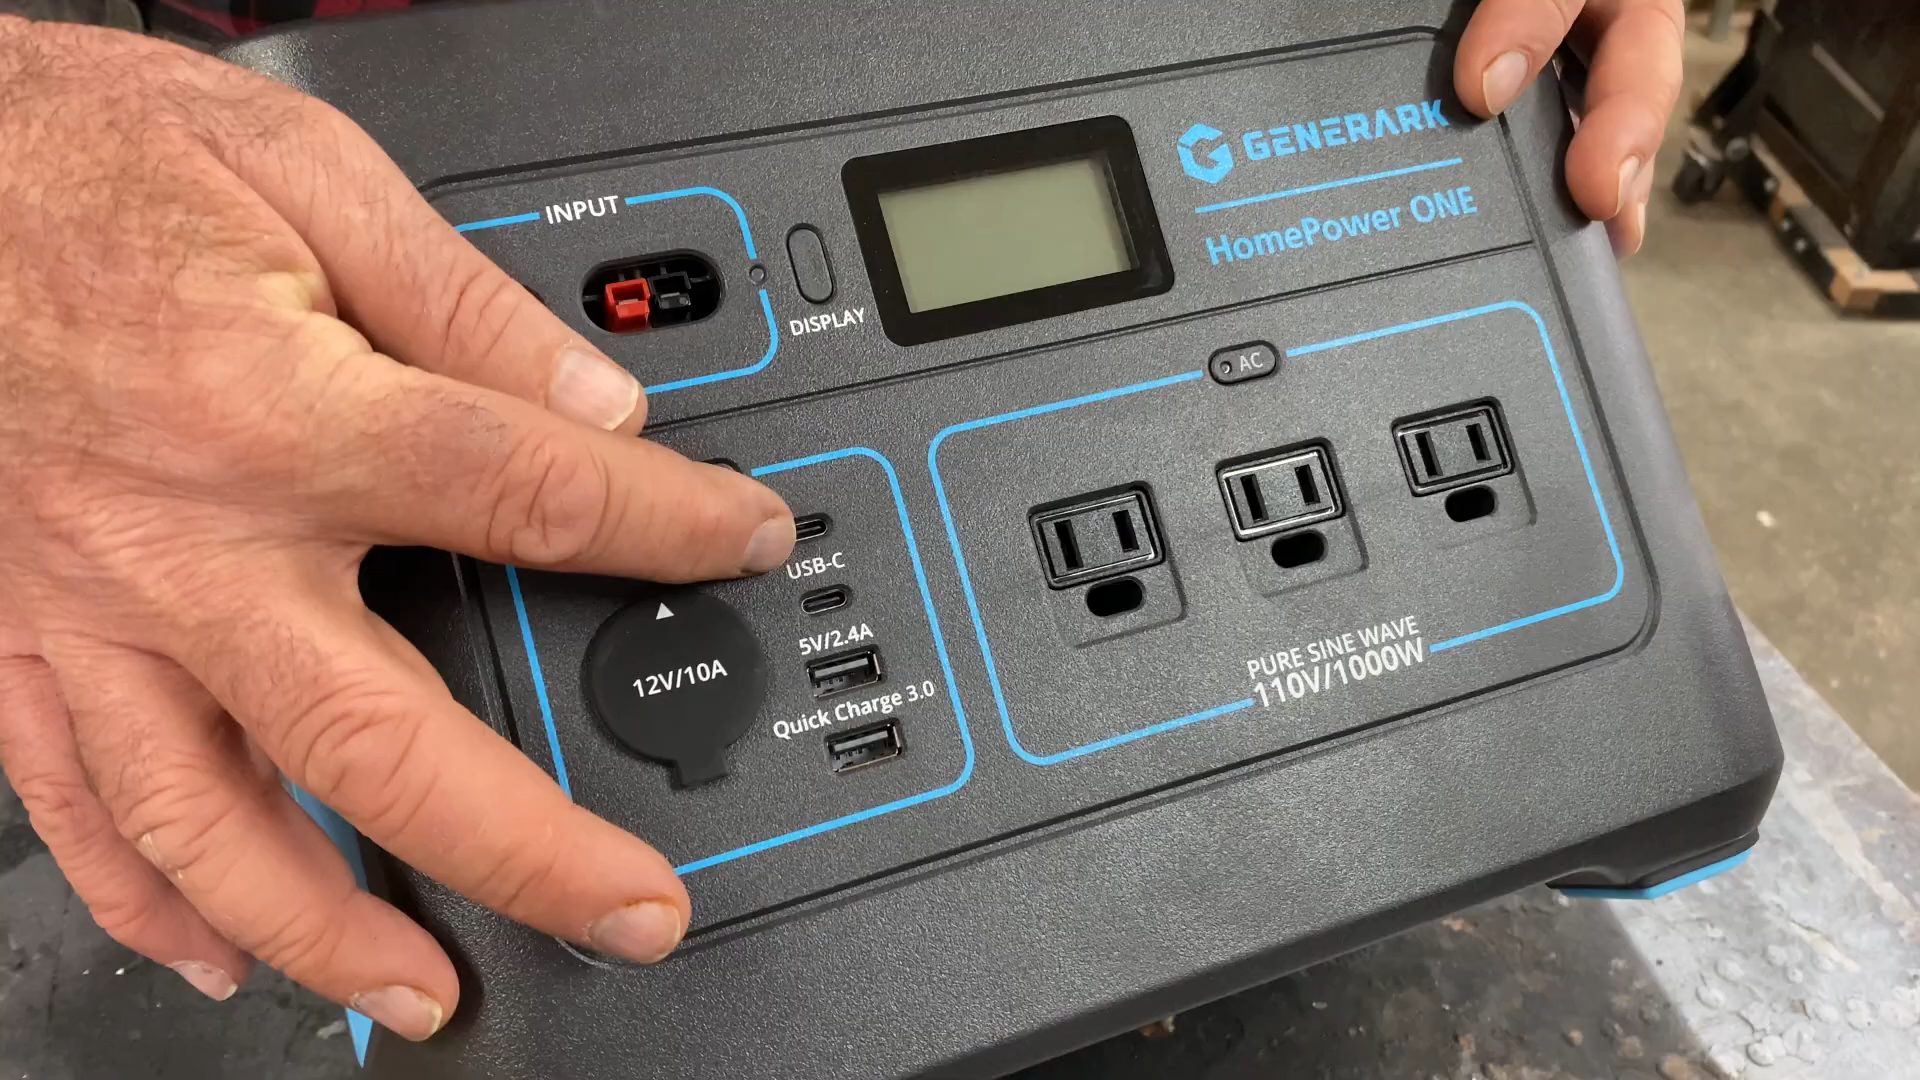 GENERARK
HomePower ONE
INPUT
DISPLAY
AC
USB-C
5V/2.4A
12V/10A
Quick Charge 3.0
PURE SINE WAVE
110V/1000W